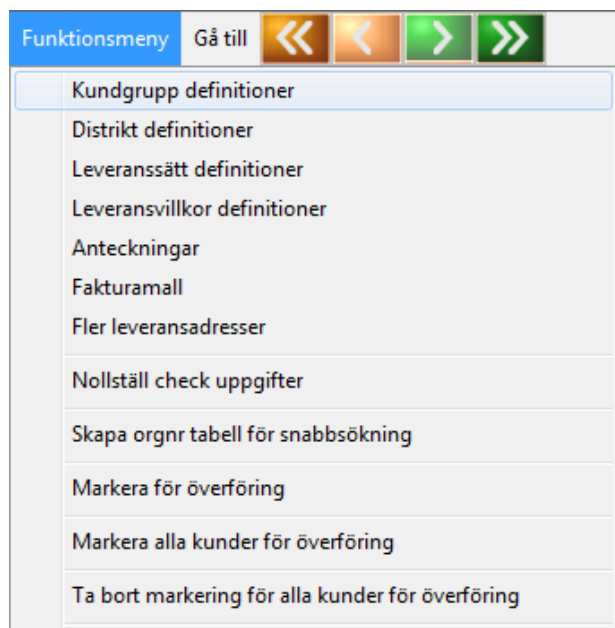 Funktionsmeny Gå till
Kundgrupp definitioner
Distrikt definitioner
Leveranssätt definitioner
Leveransvillkor definitioner
Anteckningar
Fakturamall
Fler leveransadresser
Nollställ check uppgifter
Skapa orgnr tabell för snabbsökning
Markera för överföring
Markera alla kunder för överföring
Ta bort markering för alla kunder för överföring